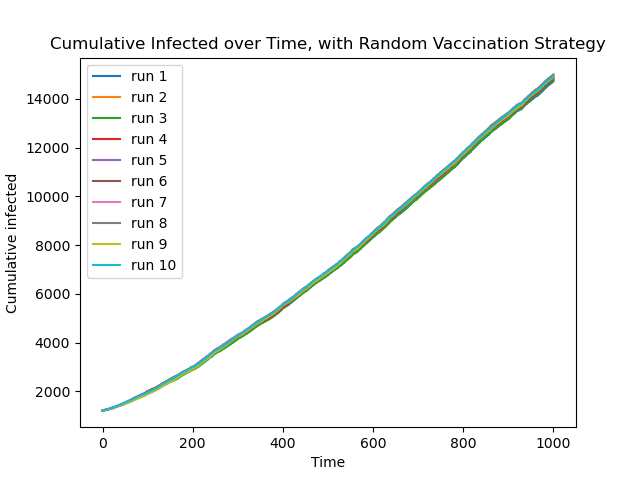 Cumulative Infected over Time, with Random Vaccination Strategy
run 1
run 2
run 3
run 4
run 5
run 6
run 7
run 8
run 9
run 10
14000
12000
10000
8000
6000
4000
2000
Cumulative infected
0 200 400 600 800 1000
Time